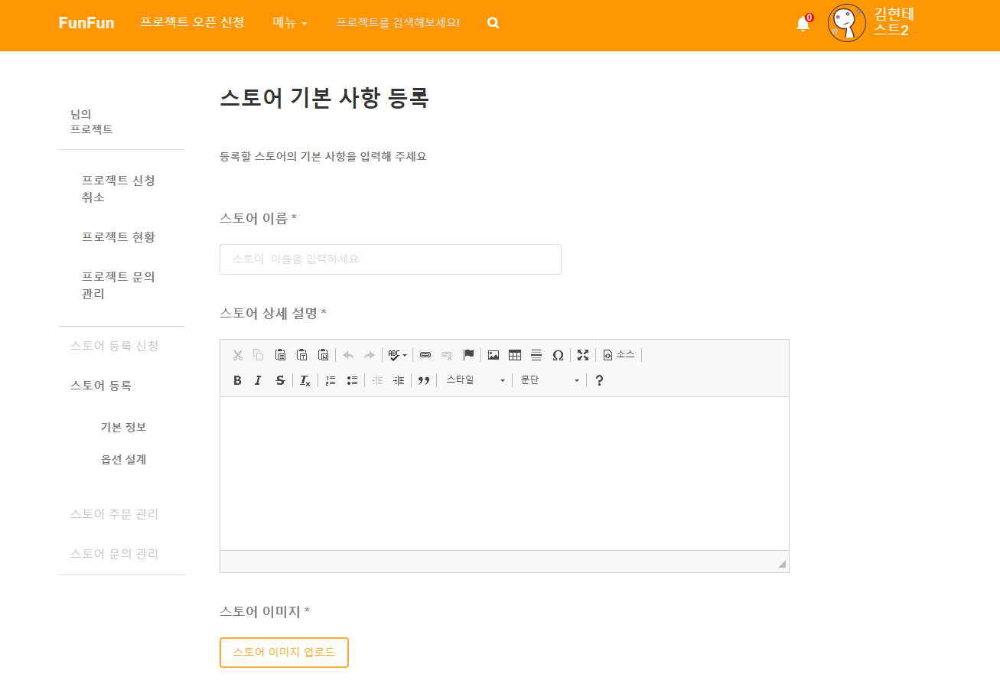 FunFun 프로젝트 오픈 신청 메뉴 프로젝트를 검색해보세요! 0 김현테
스트2
스토어 기본 사항 등록
님의
프로젝트
등록할 스토어의 기본 사항을 입력해 주세요
프로젝트 신청
취소
스토어 이름 *
프로젝트 현황
스토어 이름을 입력하세요
프로젝트 문의
관리
스토어 상세 설명 *
스토어 등록 신청
ABC Ω 소스
스토어 등록
B I S Tx 스타일 문단 ?
기본 정보
옵션 설계
스토어 주문 관리
스토어 문의 관리
스토어 이미지 *
스토어 이미지 업로드